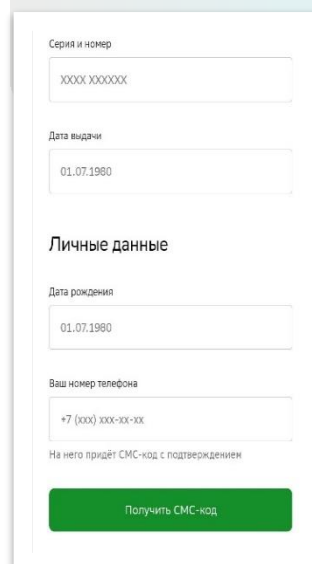 Серия и номер
XXXX XXXXXX
Дата выдачи
01.07.1980
Личные данные
Дата рождения
01.07.1980
Ваш номер телефона
+7 (xxx) xxx-xx-xx
На него придёт СМС-код с подтверждением
Получить СМС-код